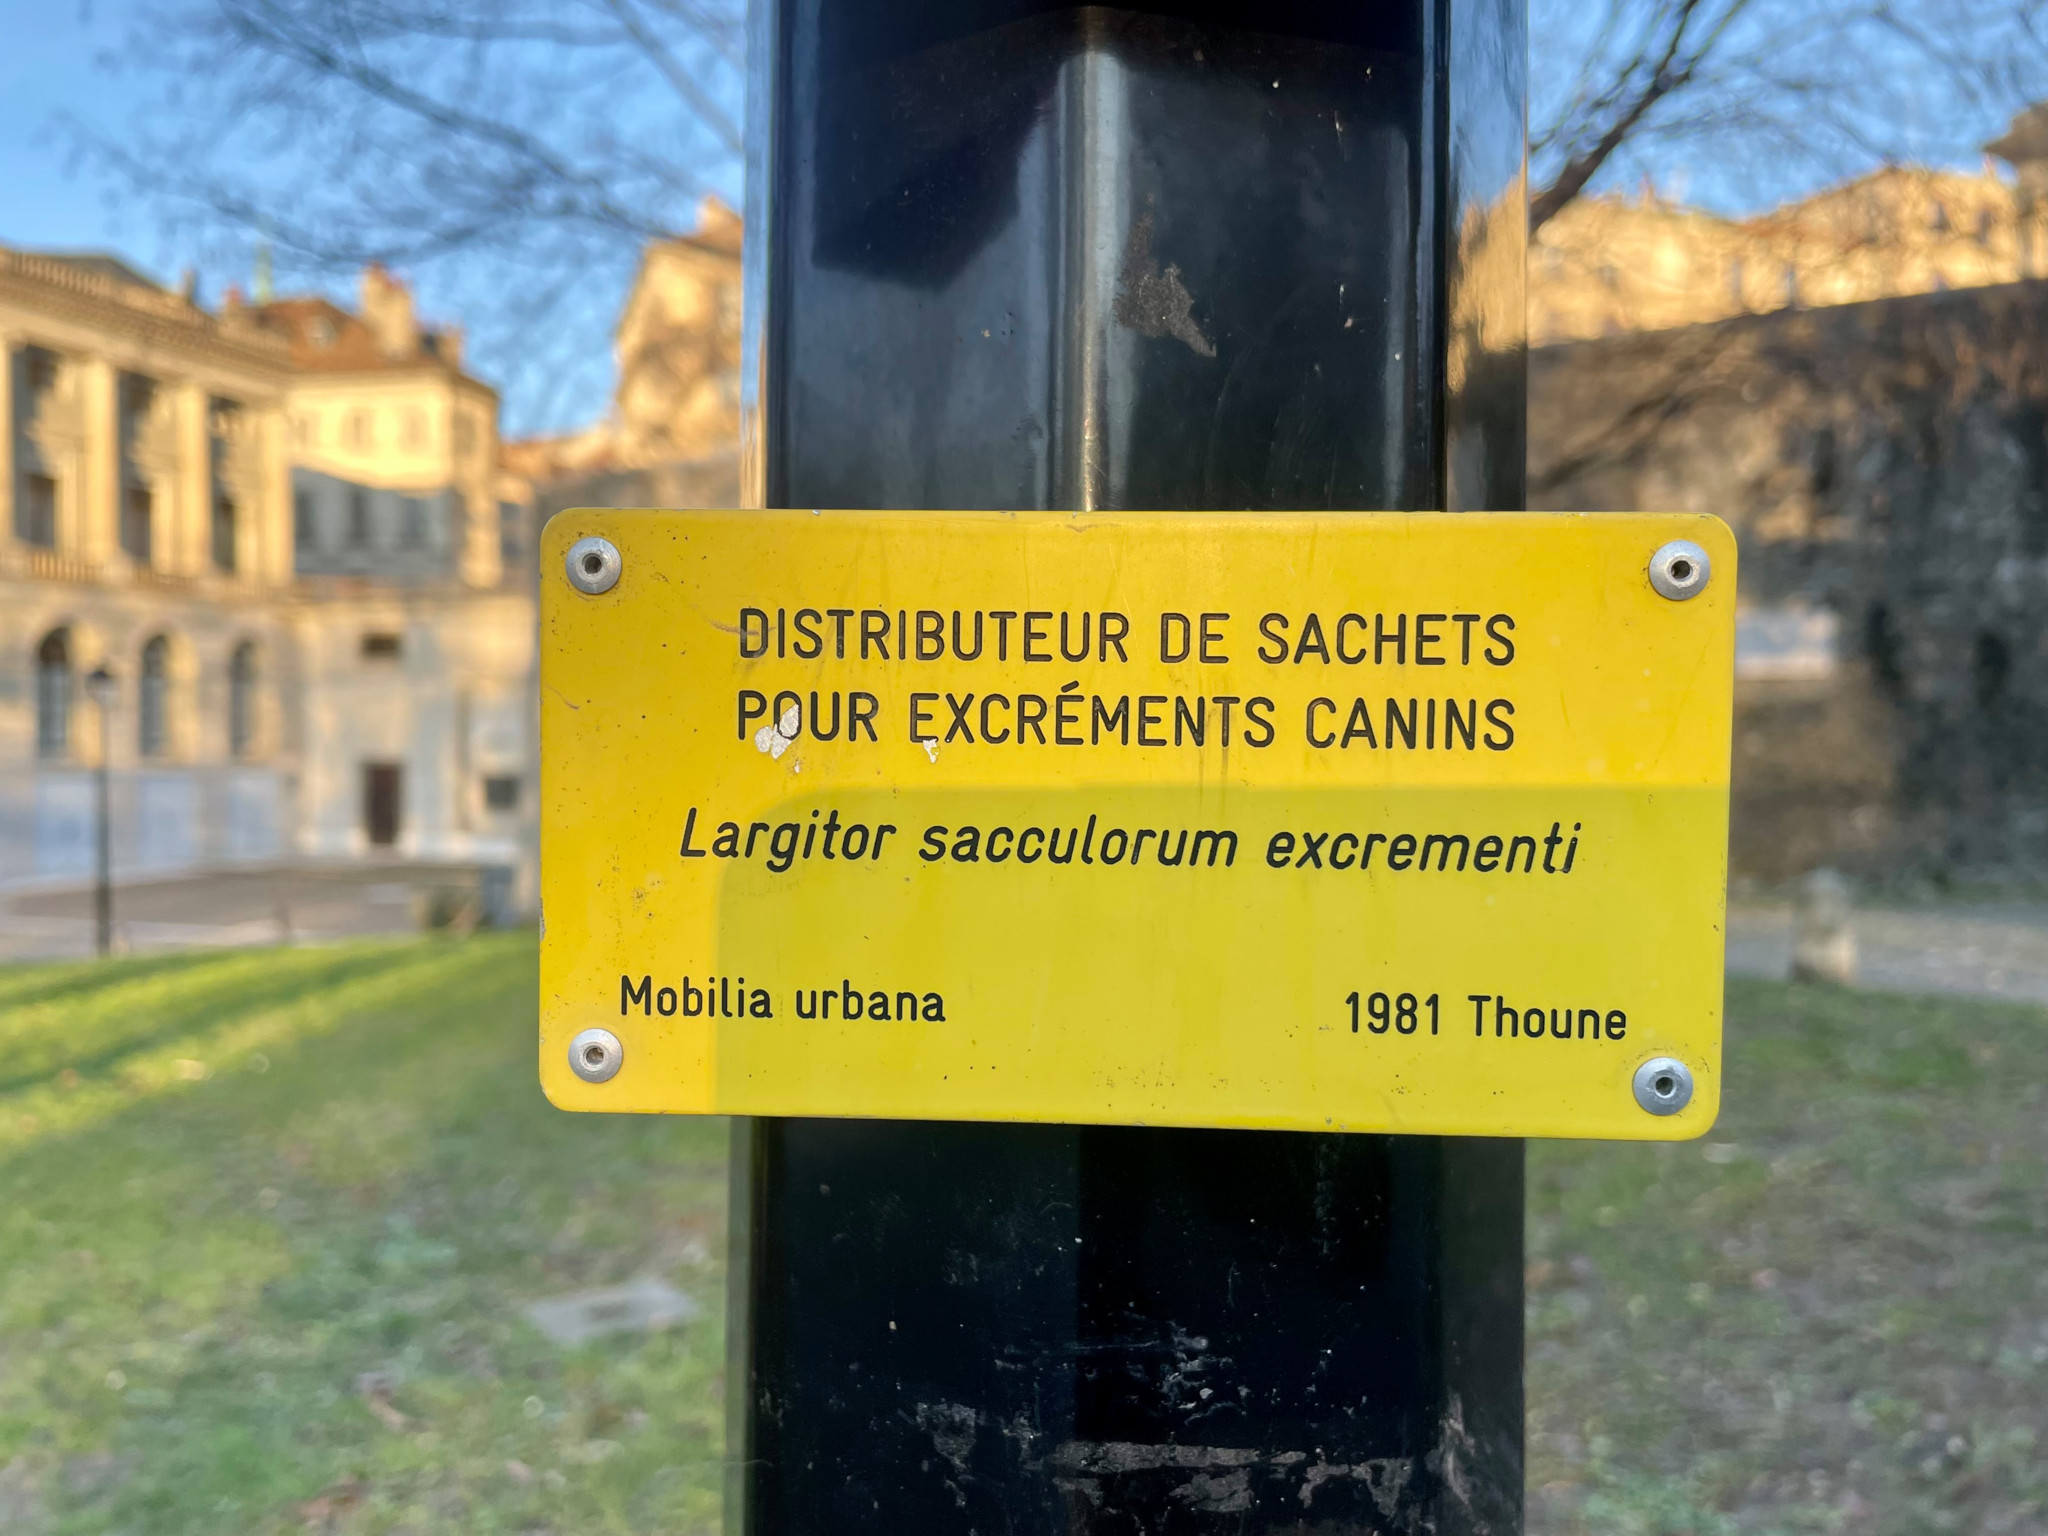 DISTRIBUTEUR DE SACHETS
POUR EXCRÉMENTS CANINS
Largitor sacculorum excrementi
Mobilia urbana
1981 Thoune